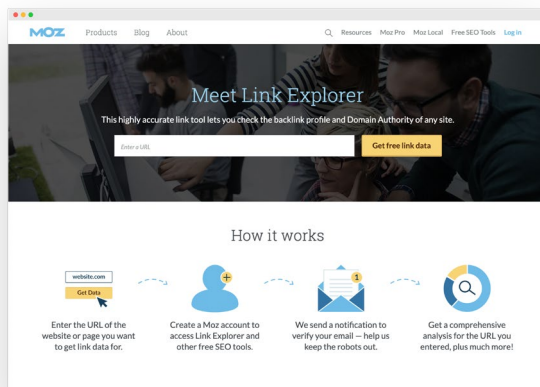 MOZ Products Blog About Resources Moz Pro Moz Local Free SEO Tools Log in
Meet Link Explorer
This highly accurate link tool lets you check the backlink profile and Domain Authority of any site.
Enter a URL
Get free link data
How it works
website.com
Get Data
Enter the URL of the
website or page you want
to get link data for.
+
Create a Moz account to
access Link Explorer and
other free SEO tools.
1
We send a notification to
verify your email — help us
keep the robots out.
Get a comprehensive
analysis for the URL you
entered, plus much more!